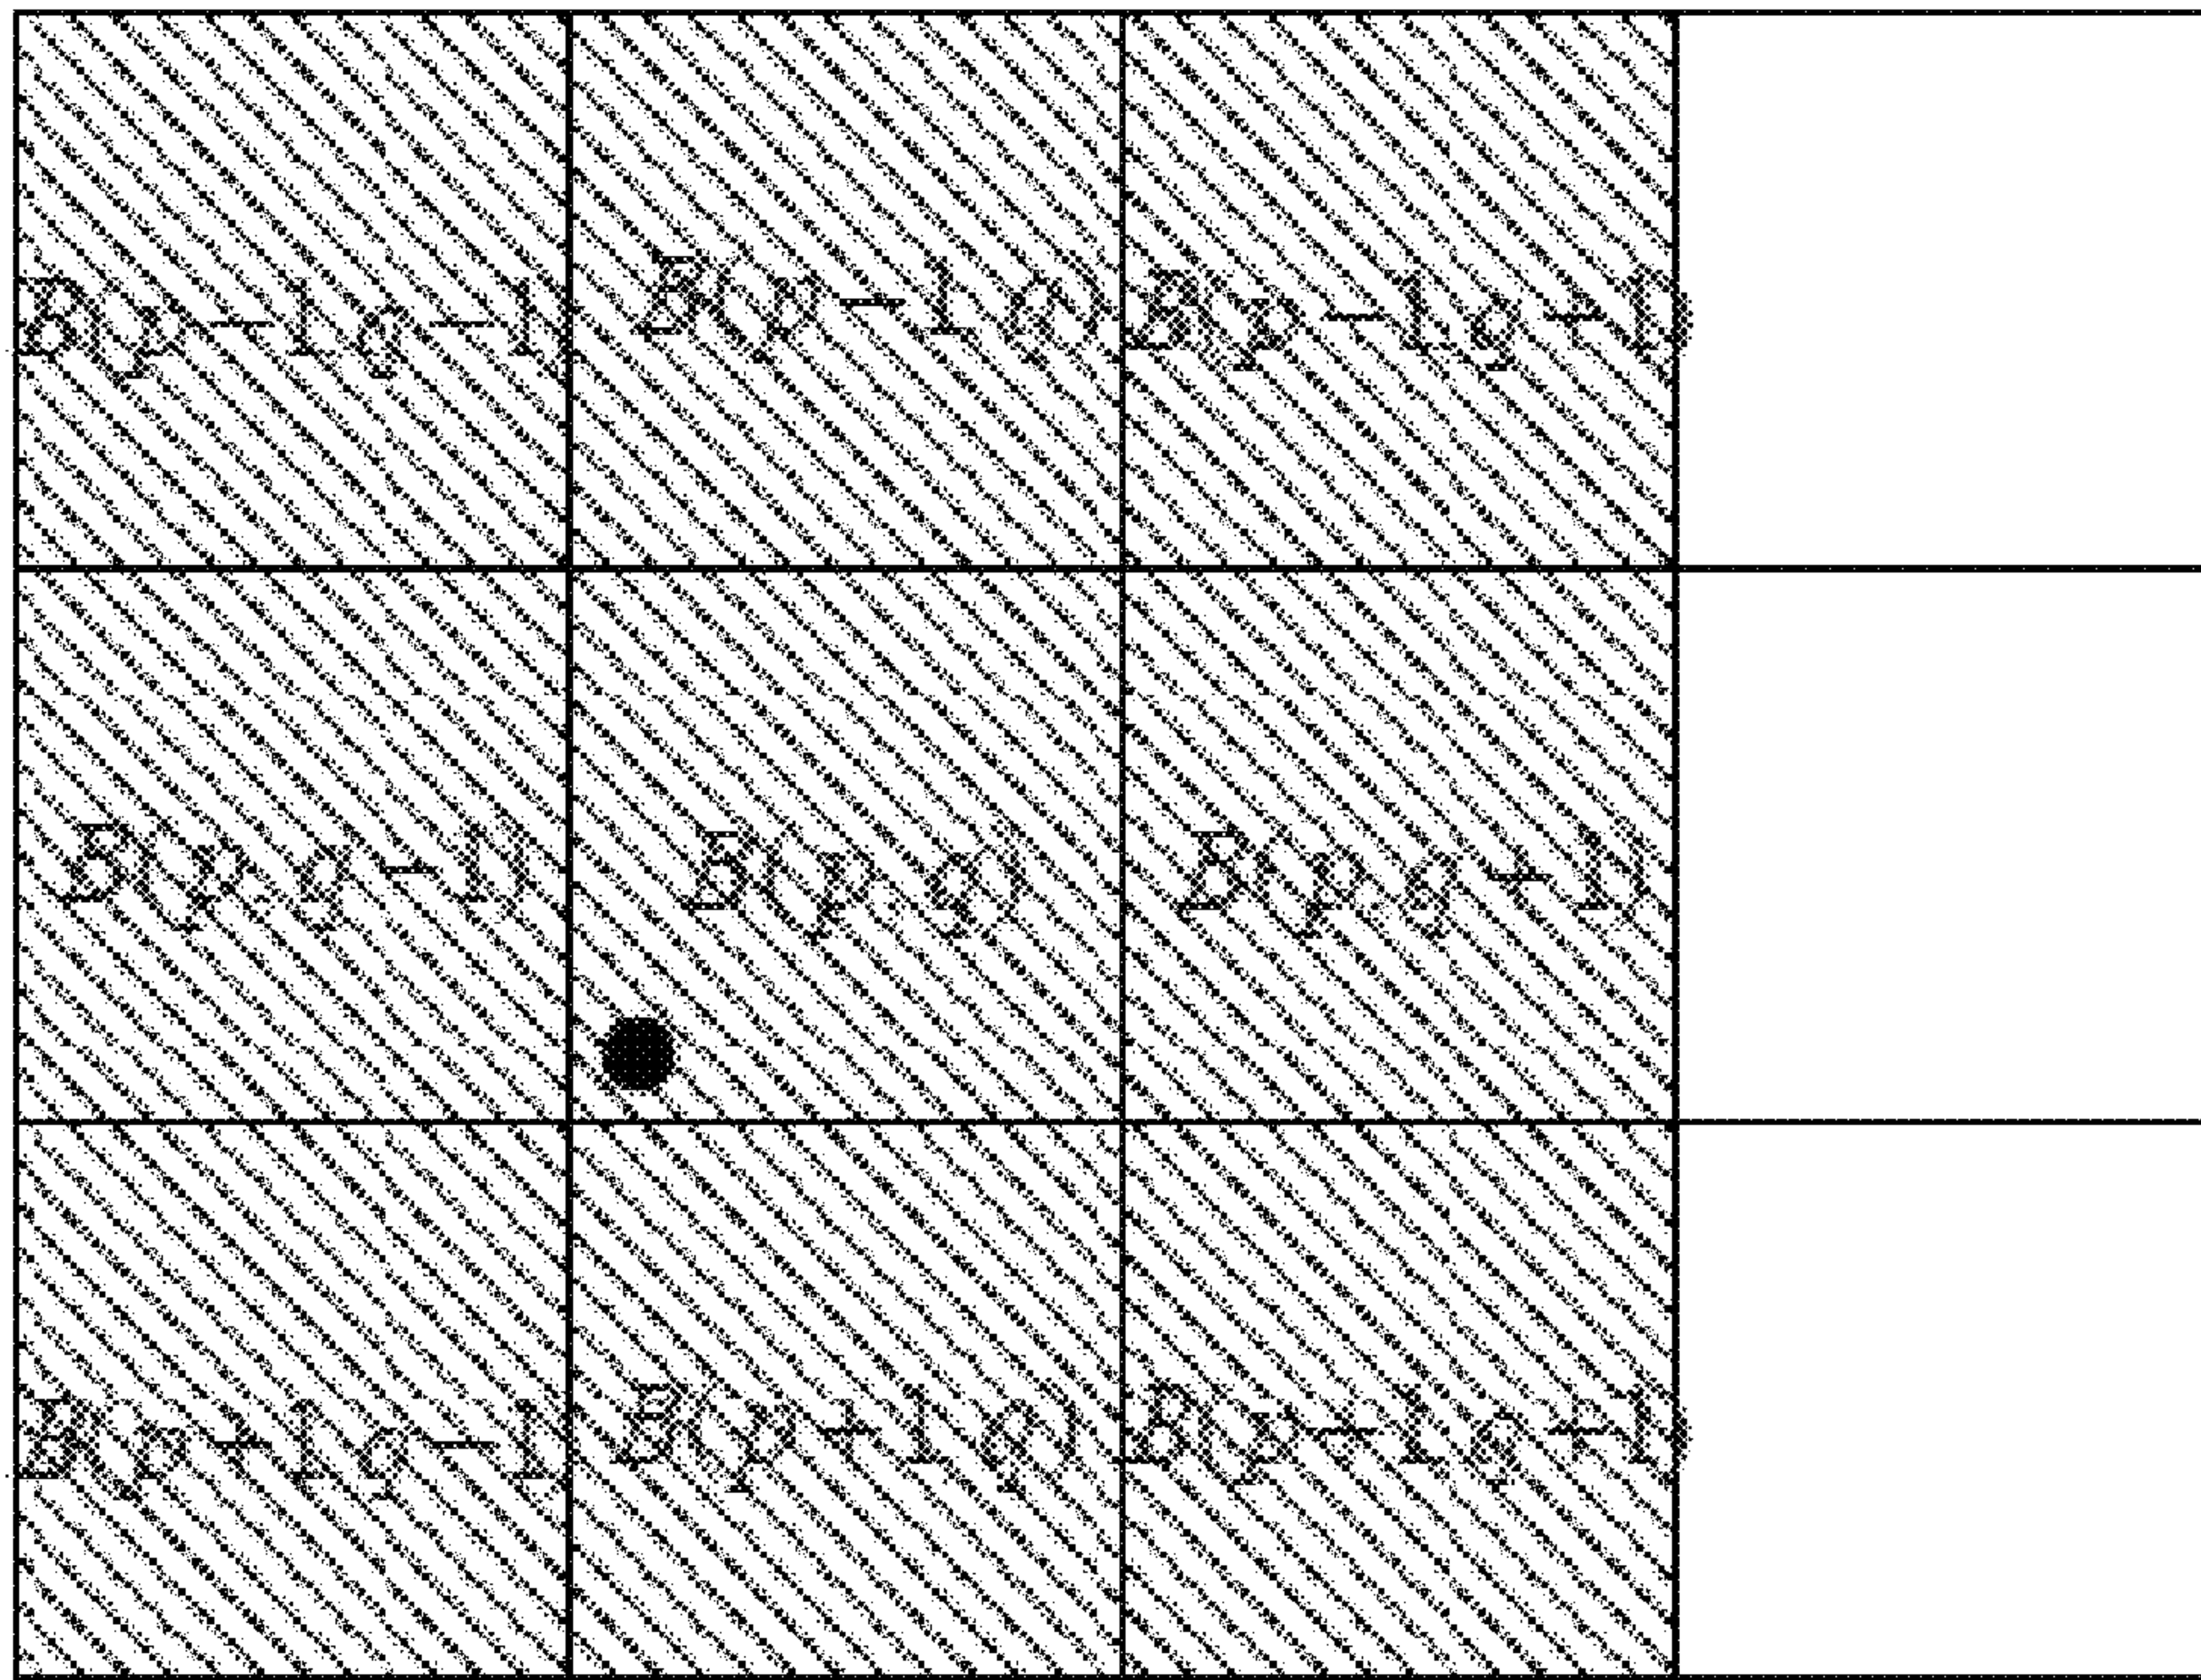 B(p-1,q-1) B(p-1,q) B(p-1,q+1)
B(p,q-1) B(p,q) B(p,q+1)
B(p+1,q-1) B(p+1,q) B(p+1,q+1)